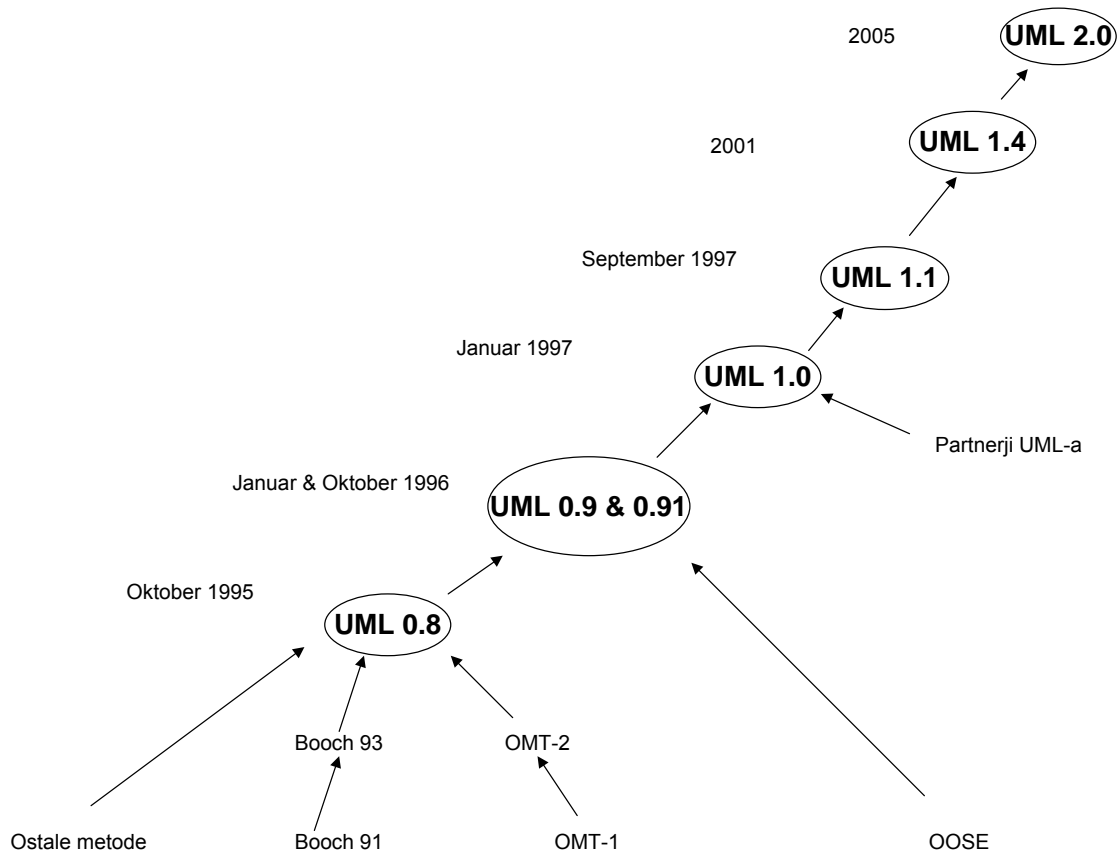 2005
UML 2.0
2001
UML 1.4
September 1997
UML 1.1
Januar 1997
UML 1.0
Partnerji UML-a
Januar & Oktober 1996
UML 0.9 & 0.91
Oktober 1995
UML 0.8
Booch 93
OMT-2
Ostale metode
Booch 91
OMT-1
OOSE